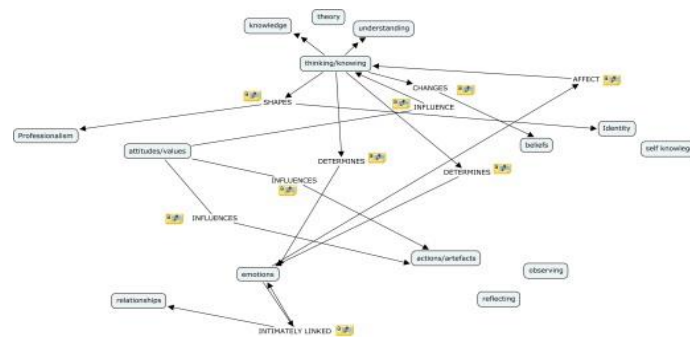 theory
knowledge
understanding
thinking/knowing
AFFECT
CHANGES
SHAPES
INFLUENCE
Professionalism
Identity
attitudes/values
beliefs
self knowleg
DETERMINES
DETERMINES
INFLUENCES
INFLUENCES
actions/artefacts
emotions
observing
relationships
reflecting
INTIMATELY LINKED